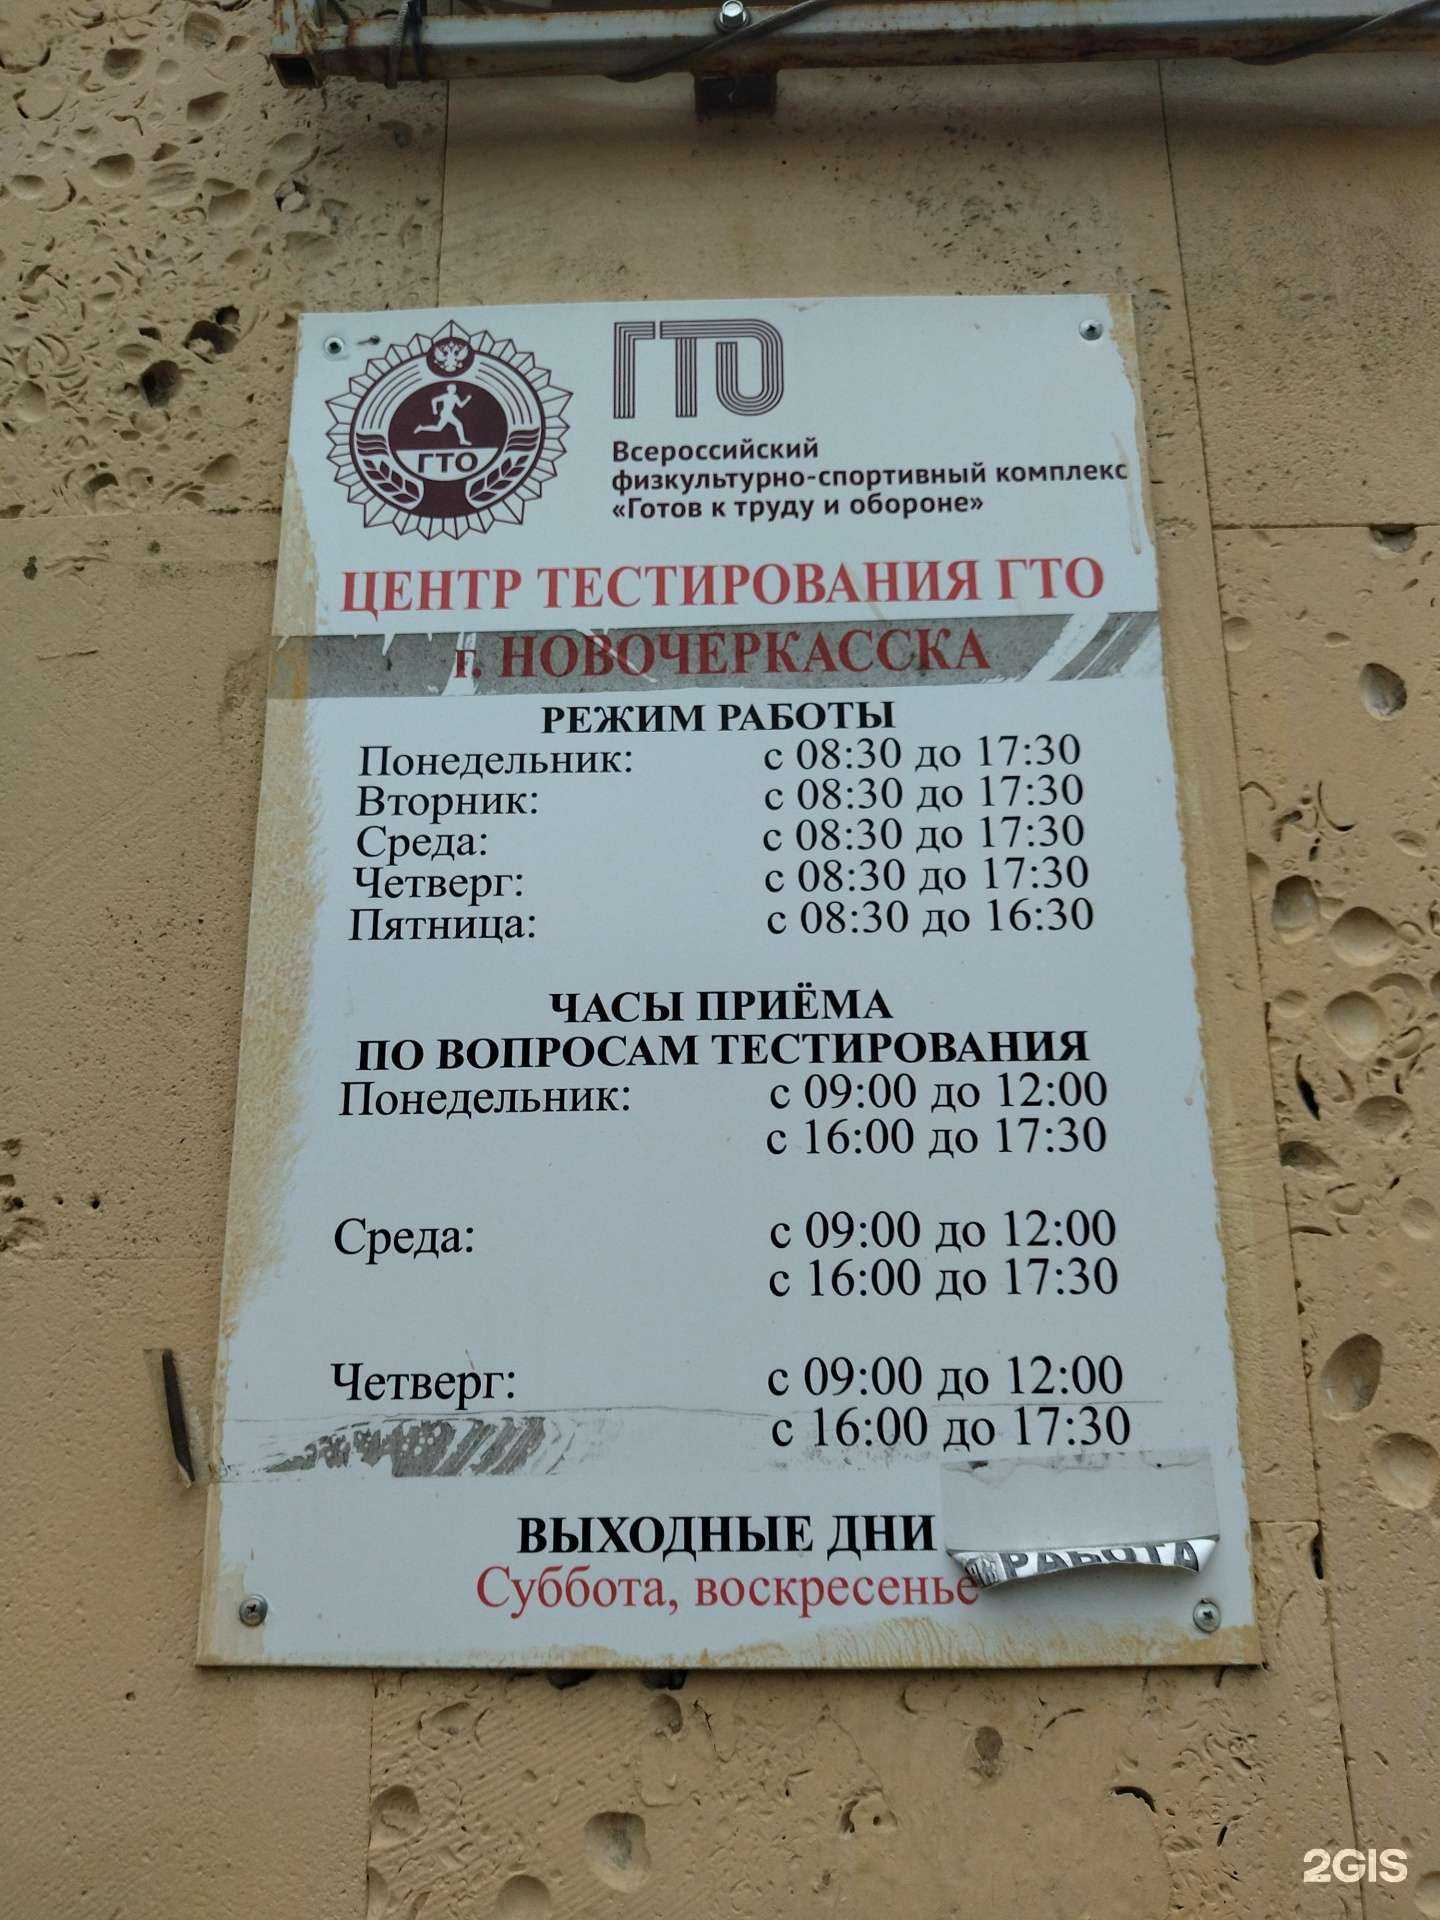 ГТО
ГТО
Всероссийский
физкультурно-спортивный комплекс
«Готов к труду и обороне»
ЦЕНТР ТЕСТИРОВАНИЯ ГТО
г. НОВОЧЕРКАССКА
РЕЖИМ РАБОТЫ
Понедельник: с 08:30 до 17:30
Вторник: с 08:30 до 17:30
Среда: с 08:30 до 17:30
Четверг: с 08:30 до 17:30
Пятница: с 08:30 до 16:30
ЧАСЫ ПРИЁМА
ПО ВОПРОСАМ ТЕСТИРОВАНИЯ
Понедельник: с 09:00 до 12:00
с 16:00 до 17:30
Среда: с 09:00 до 12:00
с 16:00 до 17:30
Четверг: с 09:00 до 12:00
с 16:00 до 17:30
ВЫХОДНЫЕ ДНИ
РАБОТА
Суббота, воскресенье
2GIS